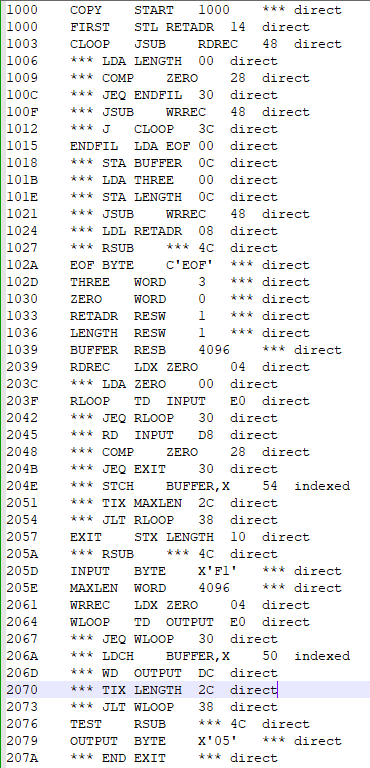 1000 COPY START 1000 *** direct
1000 FIRST STL RETADR 14 direct
1003 CLOOP JSUB RDREC 48 direct
1006 *** LDA LENGTH 00 direct
1009 *** COMP ZERO 28 direct
100C *** JEQ ENDFIL 30 direct
100F *** JSUB WRREC 48 direct
1012 *** J CLOOP 3C direct
1015 ENDFIL LDA EOF 00 direct
1018 *** STA BUFFER 0C direct
101B *** LDA THREE 00 direct
101E *** STA LENGTH 0C direct
1021 *** JSUB WRREC 48 direct
1024 *** LDL RETADR 08 direct
1027 *** RSUB *** 4C direct
102A EOF BYTE C'EOF' *** direct
102D THREE WORD 3 *** direct
1030 ZERO WORD 0 *** direct
1033 RETADR RESW 1 *** direct
1036 LENGTH RESW 1 *** direct
1039 BUFFER RESB 4096 *** direct
2039 RDREC LDX ZERO 04 direct
203C *** LDA ZERO 00 direct
203F RLOOP TD INPUT E0 direct
2042 *** JEQ RLOOP 30 direct
2045 *** RD INPUT D8 direct
2048 *** COMP ZERO 28 direct
204B *** JEQ EXIT 30 direct
204E *** STCH BUFFER,X 54 indexed
2051 *** TIX MAXLEN 2C direct
2054 *** JLT RLOOP 38 direct
2057 EXIT STX LENGTH 10 direct
205A *** RSUB *** 4C direct
205D INPUT BYTE X'F1' *** direct
205E MAXLEN WORD 4096 *** direct
2061 WRREC LDX ZERO 04 direct
2064 WLOOP TD OUTPUT E0 direct
2067 *** JEQ WLOOP 30 direct
206A *** LDCH BUFFER,X 50 indexed
206D *** WD OUTPUT DC direct
2070 *** TIX LENGTH 2C direct
2073 *** JLT WLOOP 38 direct
2076 TEST RSUB *** 4C direct
2079 OUTPUT BYTE X'05' *** direct
207A *** END EXIT *** direct